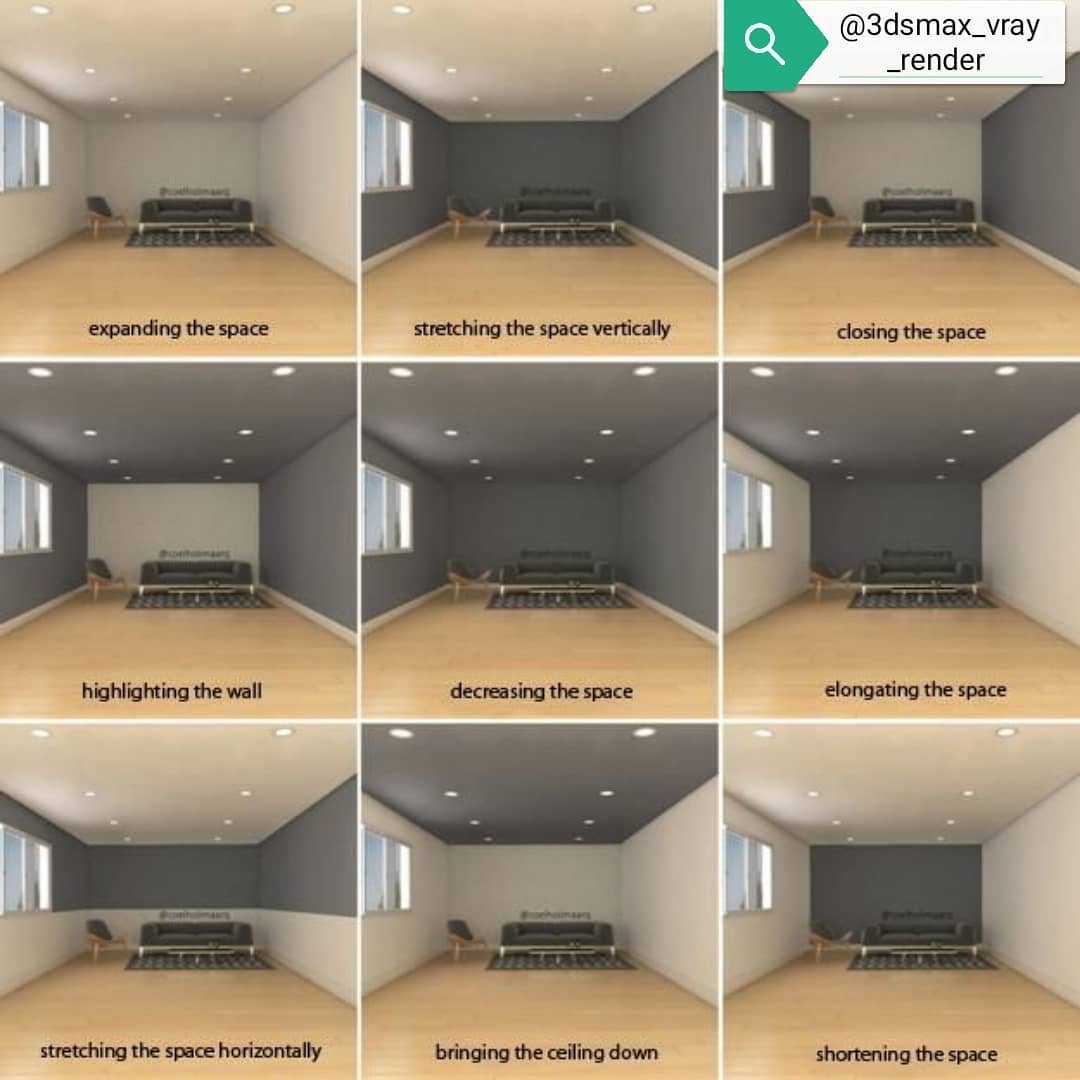 @3dsmax_vray
_render
expanding the space
stretching the space vertically
closing the space
highlighting the wall
decreasing the space
elongating the space
stretching the space horizontally
bringing the ceiling down
shortening the space